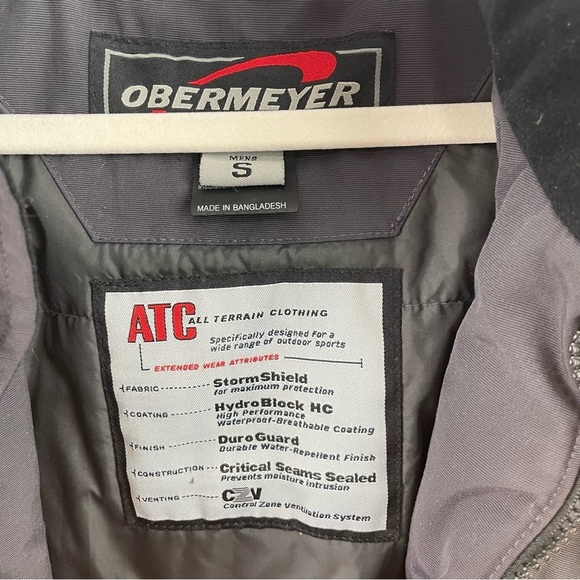 OBERMEYER
MENS
S
MADE IN BANGLADESH
ATC ALL TERRAIN CLOTHING
Specifically designed for a
wide range of outdoor sports
EXTENDED WEAR ATTRIBUTES
FABRIC StormShield
for maximum protection
COATING HydroBlock HC
High Performance
Waterproof-Breathable Coating
FINISH DuroGuard
Durable Water-Repellent Finish
CONSTRUCTION Critical Seams Sealed
Prevents moisture intrusion
VENTING CZV
Control Zone Ventilation System